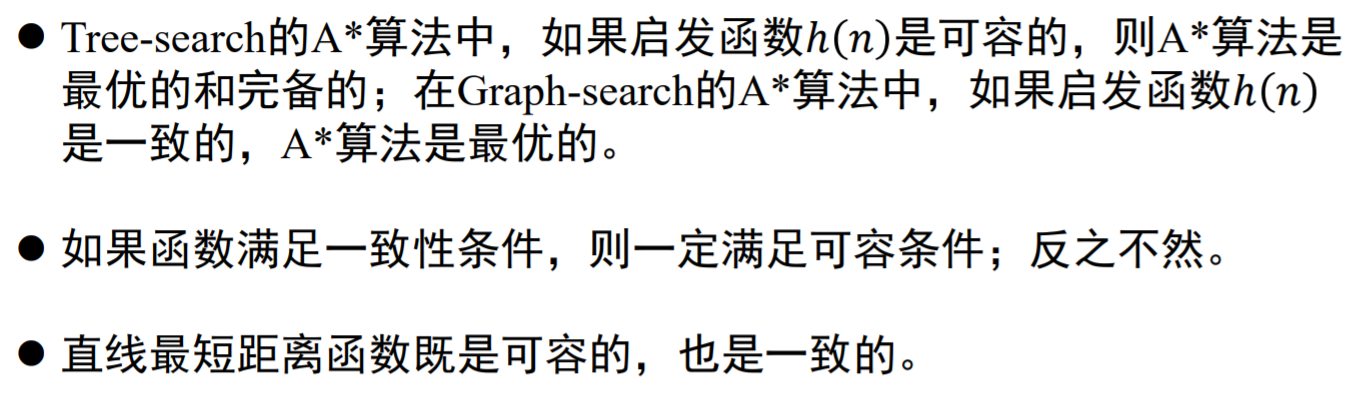 ● Tree-search的A*算法中，如果启发函数h(n)是可容的，则A*算法是
最优的和完备的；在Graph-search的A*算法中，如果启发函数h(n)
是一致的，A*算法是最优的。
● 如果函数满足一致性条件，则一定满足可容条件；反之不然。
● 直线最短距离函数既是可容的，也是一致的。